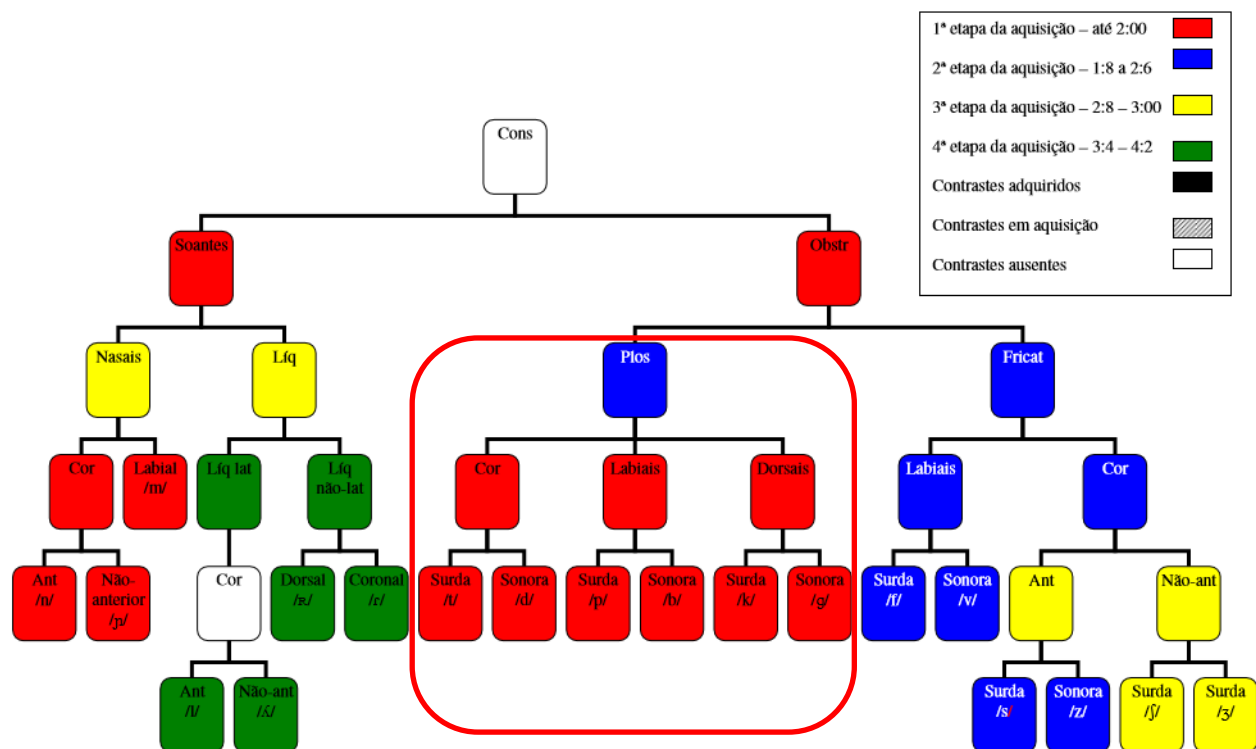 1ª etapa da aquisição – até 2:00
2ª etapa da aquisição – 1:8 a 2:6
3ª etapa da aquisição – 2:8 – 3:00
4ª etapa da aquisição – 3:4 – 4:2
Contrastes adquiridos
Contrastes em aquisição
Contrastes ausentes
Cons
Soantes
Obstr
Nasais
Líq
Plos
Fricat
Cor
Labial
/m/
Líq lat
Líq
não-lat
Cor
Labiais
Dorsais
Labiais
Cor
Ant
/n/
Não-
anterior
/ɲ/
Cor
Dorsal
/ʀ/
Coronal
/ɾ/
Surda
/t/
Sonora
/d/
Surda
/p/
Sonora
/b/
Surda
/k/
Sonora
/g/
Surda
/f/
Sonora
/v/
Ant
Não-ant
Ant
/l/
Não-ant
/ʎ/
Surda
/s/
Sonora
/z/
Surda
/ʃ/
Surda
/ʒ/